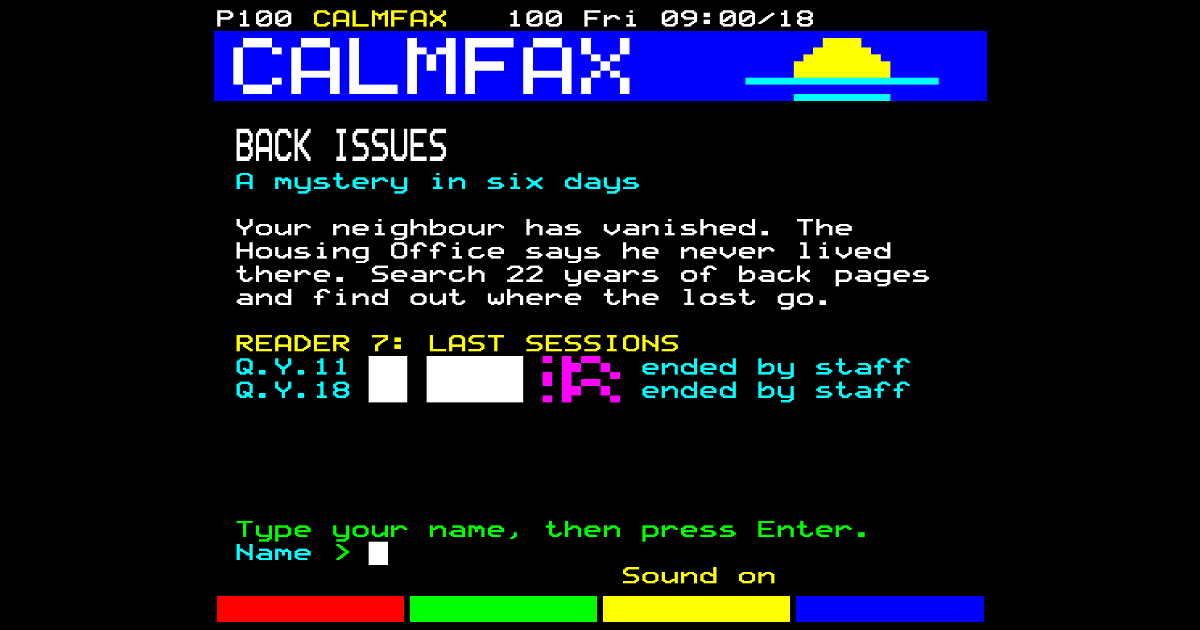 P100 CALMFAX 100 Fri 09:00/18
CALMFAX
BACK ISSUES
A mystery in six days
Your neighbour has vanished. The
Housing Office says he never lived
there. Search 22 years of back pages
and find out where the lost go.
READER 7: LAST SESSIONS
Q.Y.11 ended by staff
Q.Y.18 ended by staff
Type your name, then press Enter.
Name >
Sound on